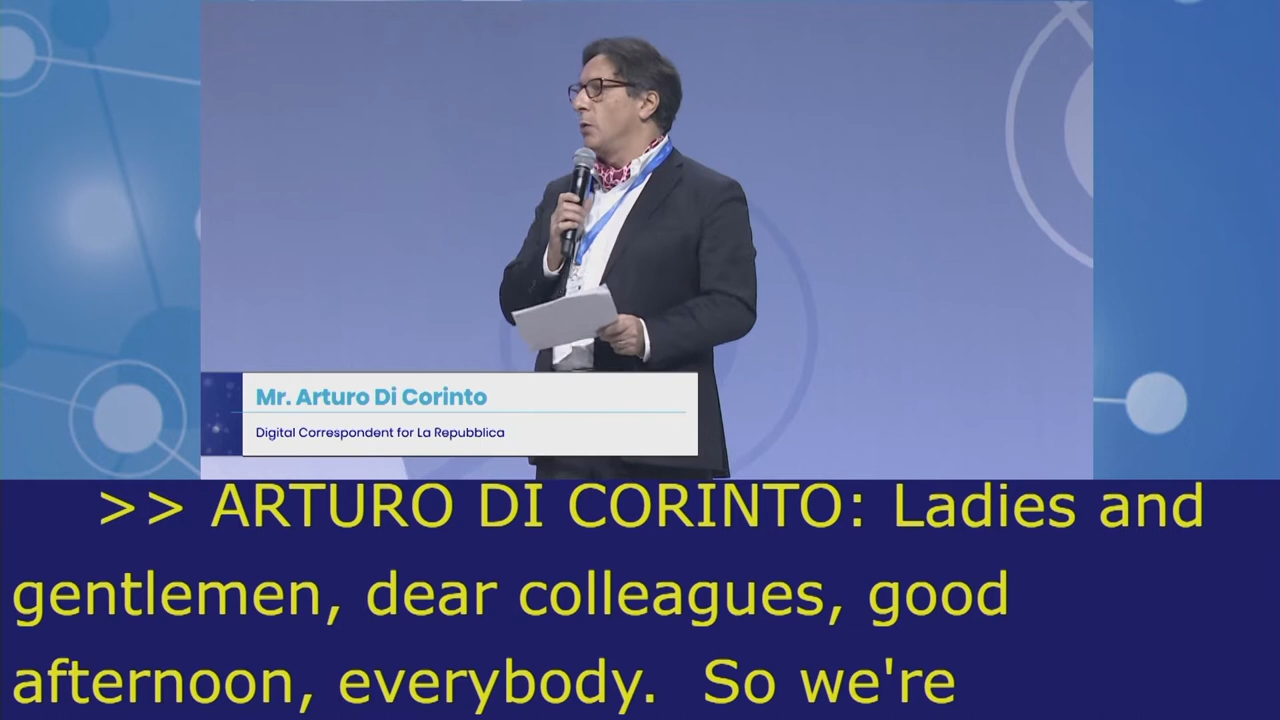 Mr. Arturo Di Corinto
Digital Correspondent for La Repubblica
>> ARTURO DI CORINTO: Ladies and
gentlemen, dear colleagues, good
afternoon, everybody.  So we're